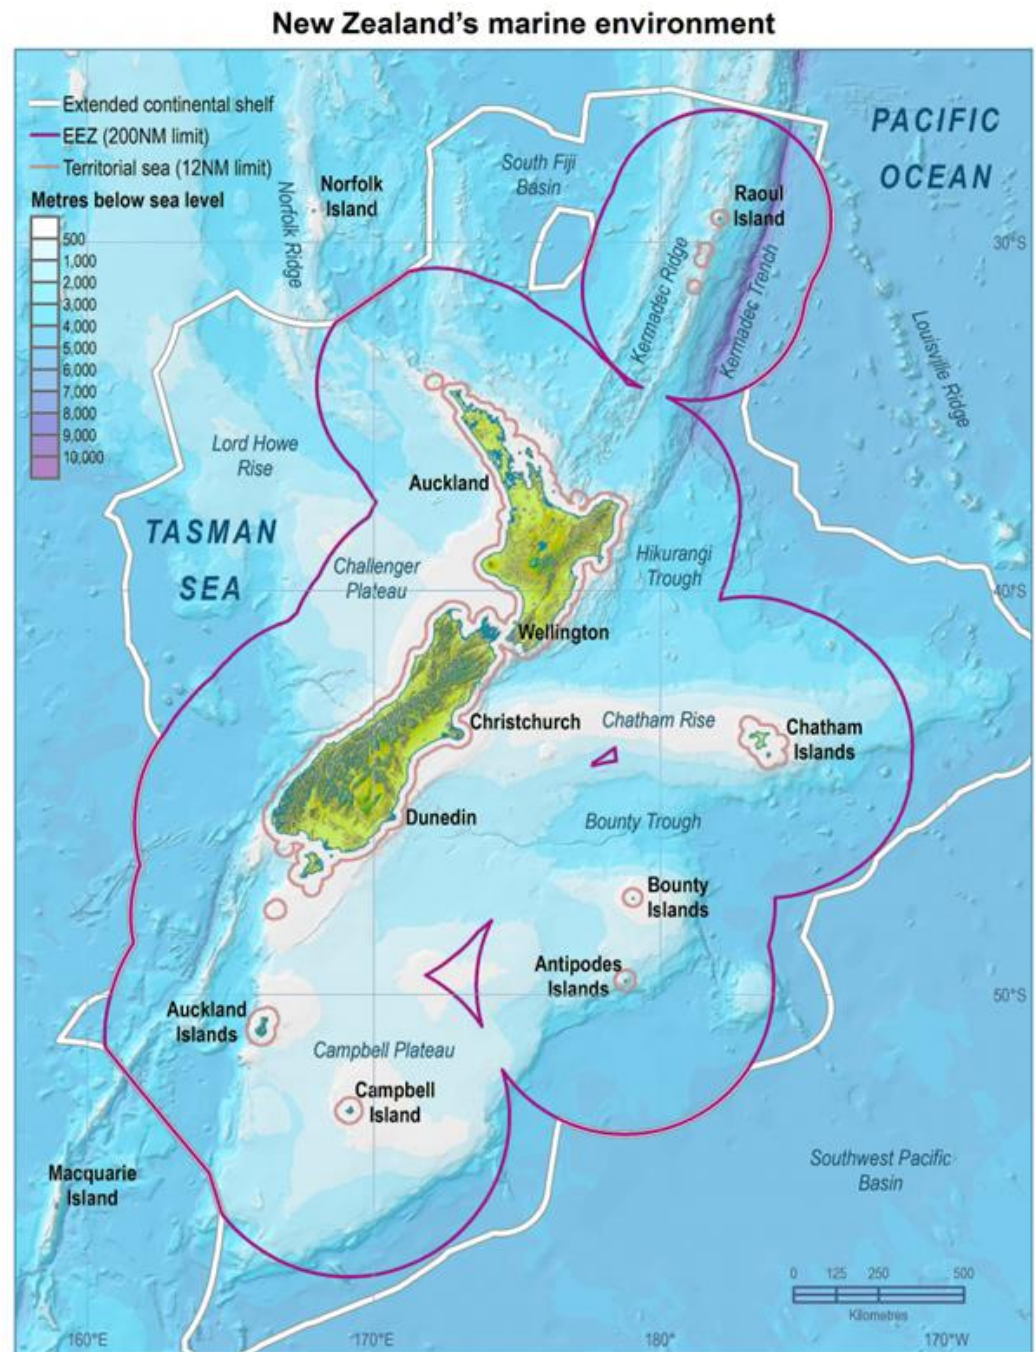 New Zealand's marine environment
Extended continental shelf
EEZ (200NM limit)
Territorial sea (12NM limit)
Metres below sea level
500
1,000
2,000
3,000
4,000
5,000
6,000
7,000
8,000
9,000
10,000
PACIFIC
OCEAN
South Fiji
Basin
Norfolk
Island
Norfolk Ridge
Raoul
Island
30°S
Kermadec Ridge
Kermadec Trench
Louisville Ridge
Lord Howe
Rise
Auckland
TASMAN
SEA
Challenger
Plateau
Hikurangi
Trough
40°S
Wellington
Christchurch
Chatham Rise
Chatham
Islands
Dunedin
Bounty Trough
Bounty
Islands
Antipodes
Islands
50°S
Auckland
Islands
Campbell Plateau
Campbell
Island
Macquarie
Island
Southwest Pacific
Basin
0 125 250 500
Kilometres
160°E
170°E
180°
170°W